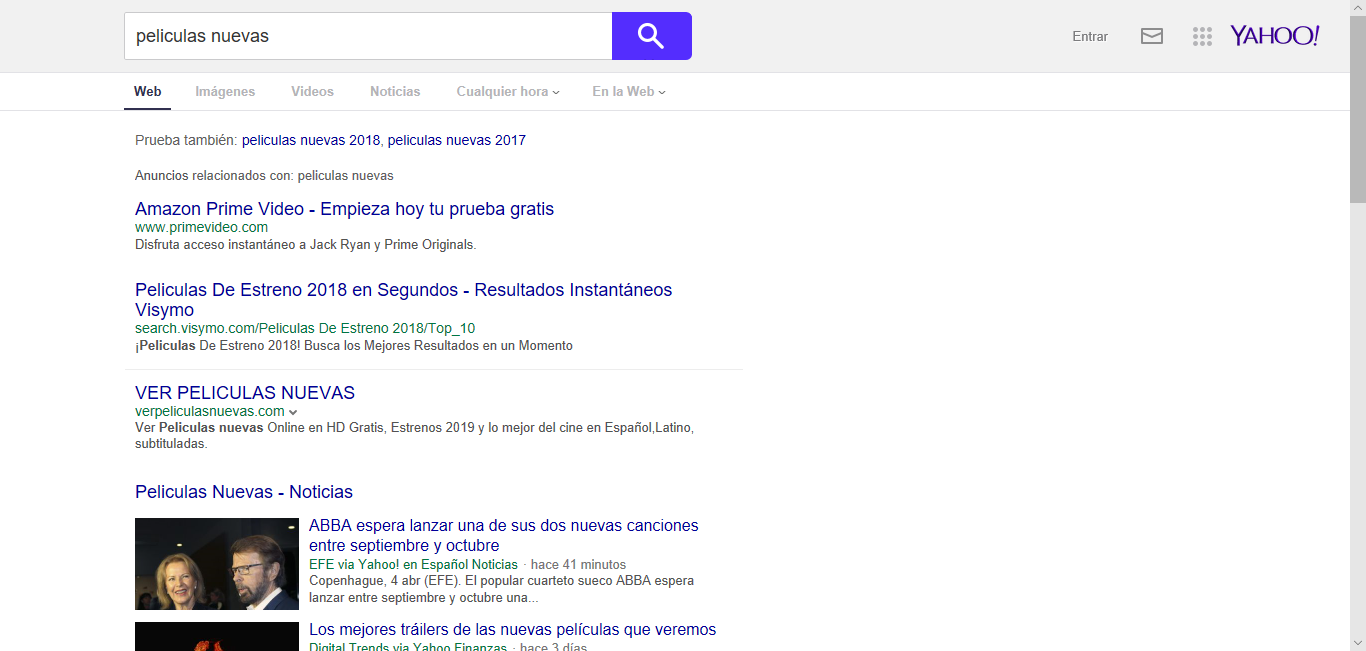 peliculas nuevas
Entrar
YAHOO!
Web
Imágenes
Videos
Noticias
Cualquier hora
En la Web
Prueba también: peliculas nuevas 2018, peliculas nuevas 2017
Anuncios relacionados con: peliculas nuevas
Amazon Prime Video - Empieza hoy tu prueba gratis
www.primevideo.com
Disfruta acceso instantáneo a Jack Ryan y Prime Originals.
Peliculas De Estreno 2018 en Segundos - Resultados Instantáneos
Visymo
search.visymo.com/Peliculas De Estreno 2018/Top_10
¡Peliculas De Estreno 2018! Busca los Mejores Resultados en un Momento
VER PELICULAS NUEVAS
verpeliculasnuevas.com
Ver Peliculas nuevas Online en HD Gratis, Estrenos 2019 y lo mejor del cine en Español,Latino,
subtituladas.
Peliculas Nuevas - Noticias
ABBA espera lanzar una de sus dos nuevas canciones
entre septiembre y octubre
EFE via Yahoo! en Español Noticias · hace 41 minutos
Copenhague, 4 abr (EFE). El popular cuarteto sueco ABBA espera
lanzar entre septiembre y octubre una...
Los mejores tráilers de las nuevas películas que veremos
Digital Trends via Yahoo Finanzas · hace 3 días